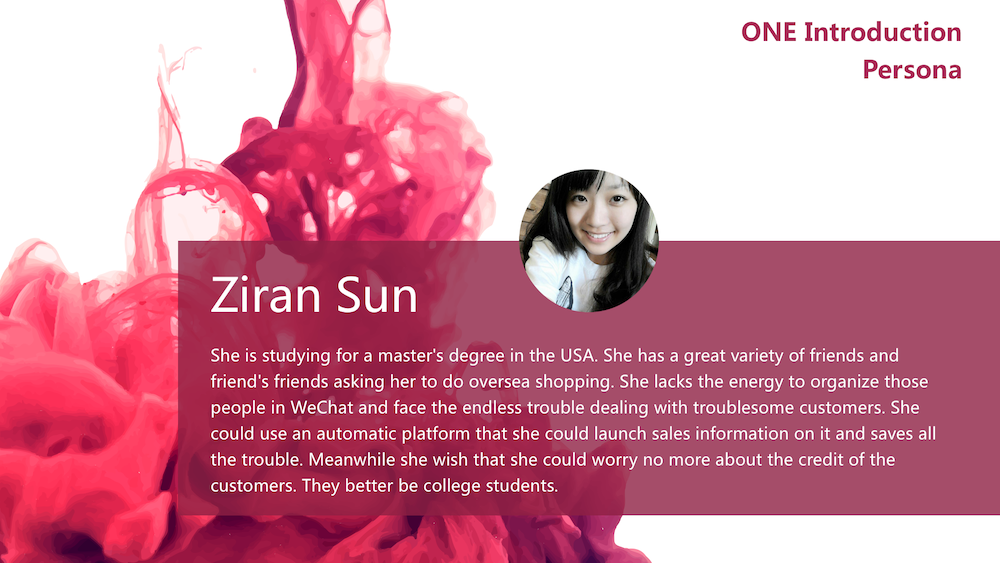 ONE Introduction
Persona
Ziran Sun
She is studying for a master's degree in the USA. She has a great variety of friends and
friend's friends asking her to do oversea shopping. She lacks the energy to organize those
people in WeChat and face the endless trouble dealing with troublesome customers. She
could use an automatic platform that she could launch sales information on it and saves all
the trouble. Meanwhile she wish that she could worry no more about the credit of the
customers. They better be college students.